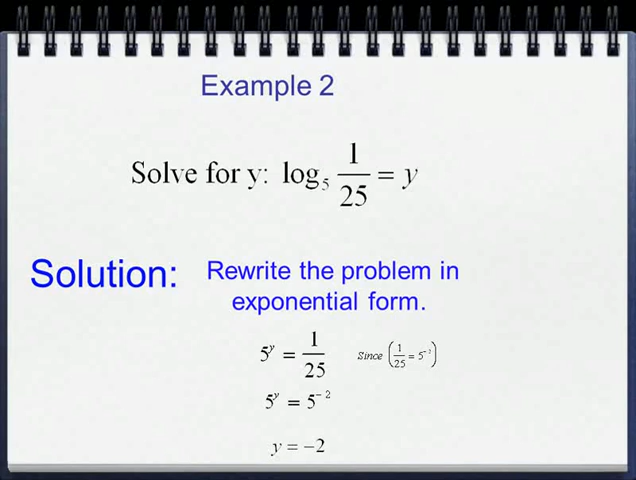 Example 2
Solve for y: log₅ 1/25 = y
Solution:
Rewrite the problem in
exponential form.
5ʸ = 1/25
Since (1/25 = 5⁻²)
5ʸ = 5⁻²
y = −2